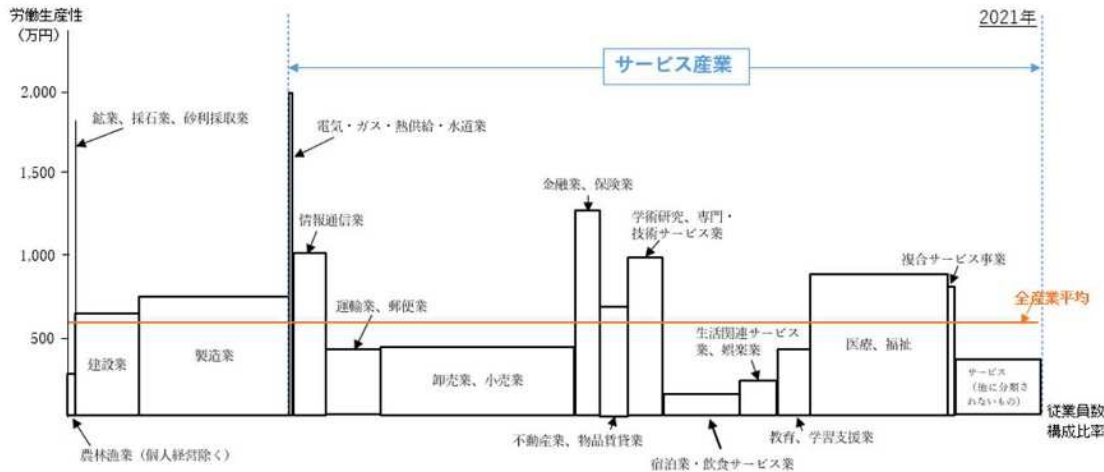 労働生産性
（万円）
2021年
サービス産業
2,000
鉱業、採石業、砂利採取業
電気・ガス・熱供給・水道業
1,500
金融業、保険業
学術研究、専門・
技術サービス業
情報通信業
1,000
複合サービス事業
全産業平均
運輸業、郵便業
500
生活関連サービス
業、娯楽業
建設業
製造業
卸売業、小売業
医療、福祉
サービス
（他に分類さ
れないもの）
従業員数
構成比率
農林漁業（個人経営除く）
不動産業、物品賃貸業
教育、学習支援業
宿泊業・飲食サービス業